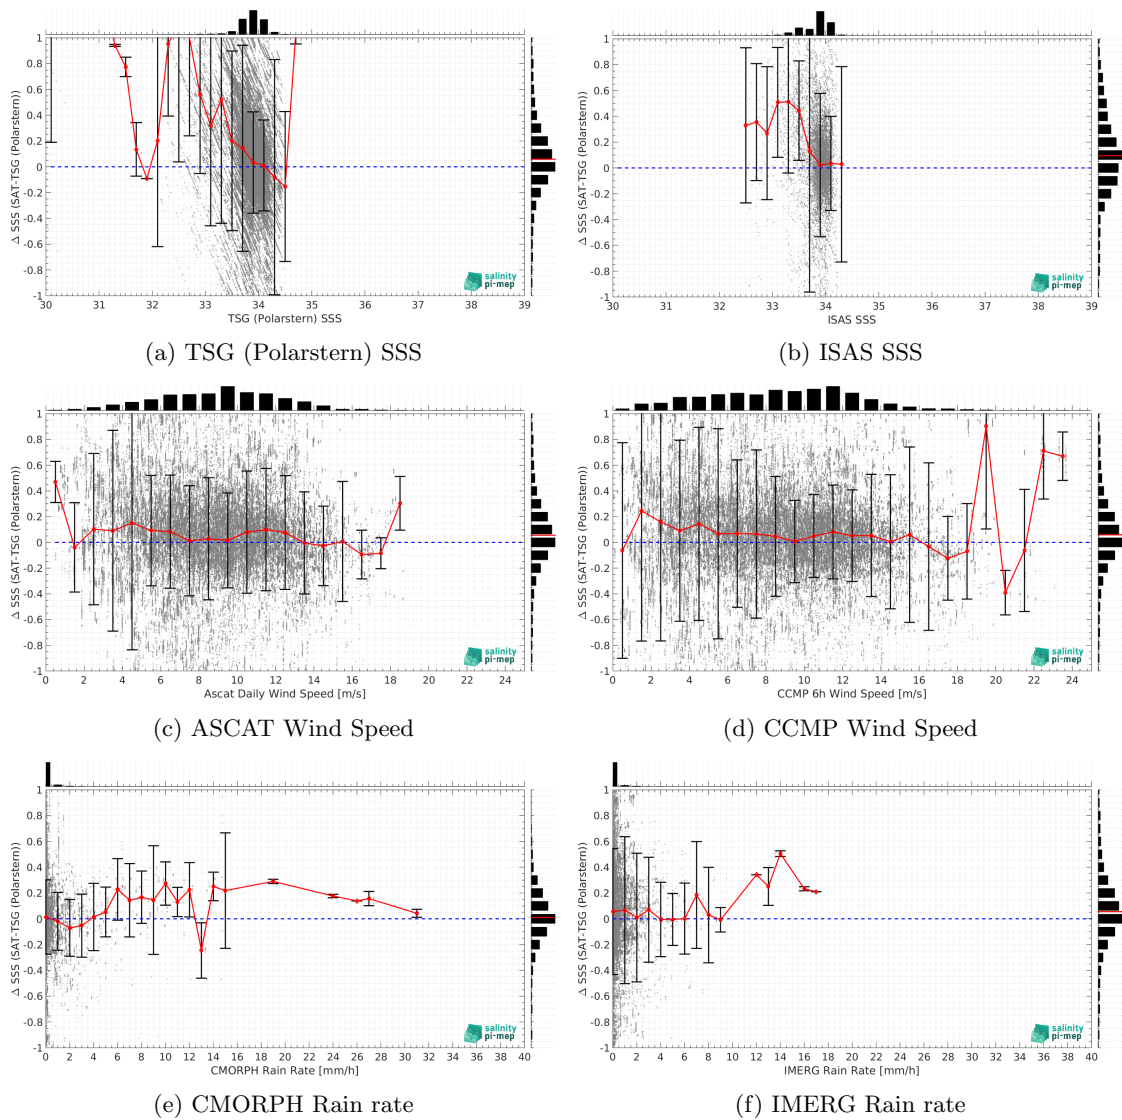 1
0.8
0.6
0.4
0.2
0
-0.2
-0.4
-0.6
-0.8
-1
Δ SSS (SAT-TSG (Polarstern))
30 31 32 33 34 35 36 37 38 39
TSG (Polarstern) SSS
salinity
pi-mep
(a) TSG (Polarstern) SSS
1
0.8
0.6
0.4
0.2
0
-0.2
-0.4
-0.6
-0.8
-1
Δ SSS (SAT-TSG (Polarstern))
30 31 32 33 34 35 36 37 38 39
ISAS SSS
salinity
pi-mep
(b) ISAS SSS
1
0.8
0.6
0.4
0.2
0
-0.2
-0.4
-0.6
-0.8
-1
Δ SSS (SAT-TSG (Polarstern))
0 2 4 6 8 10 12 14 16 18 20 22 24
Ascat Daily Wind Speed [m/s]
salinity
pi-mep
(c) ASCAT Wind Speed
1
0.8
0.6
0.4
0.2
0
-0.2
-0.4
-0.6
-0.8
-1
Δ SSS (SAT-TSG (Polarstern))
0 2 4 6 8 10 12 14 16 18 20 22 24
CCMP 6h Wind Speed [m/s]
salinity
pi-mep
(d) CCMP Wind Speed
1
0.8
0.6
0.4
0.2
0
-0.2
-0.4
-0.6
-0.8
-1
Δ SSS (SAT-TSG (Polarstern))
0 2 4 6 8 10 12 14 16 18 20 22 24 26 28 30 32 34 36 38 40
CMORPH Rain Rate [mm/h]
salinity
pi-mep
(e) CMORPH Rain rate
1
0.8
0.6
0.4
0.2
0
-0.2
-0.4
-0.6
-0.8
-1
Δ SSS (SAT-TSG (Polarstern))
0 2 4 6 8 10 12 14 16 18 20 22 24 26 28 30 32 34 36 38 40
IMERG Rain Rate [mm/h]
salinity
pi-mep
(f) IMERG Rain rate